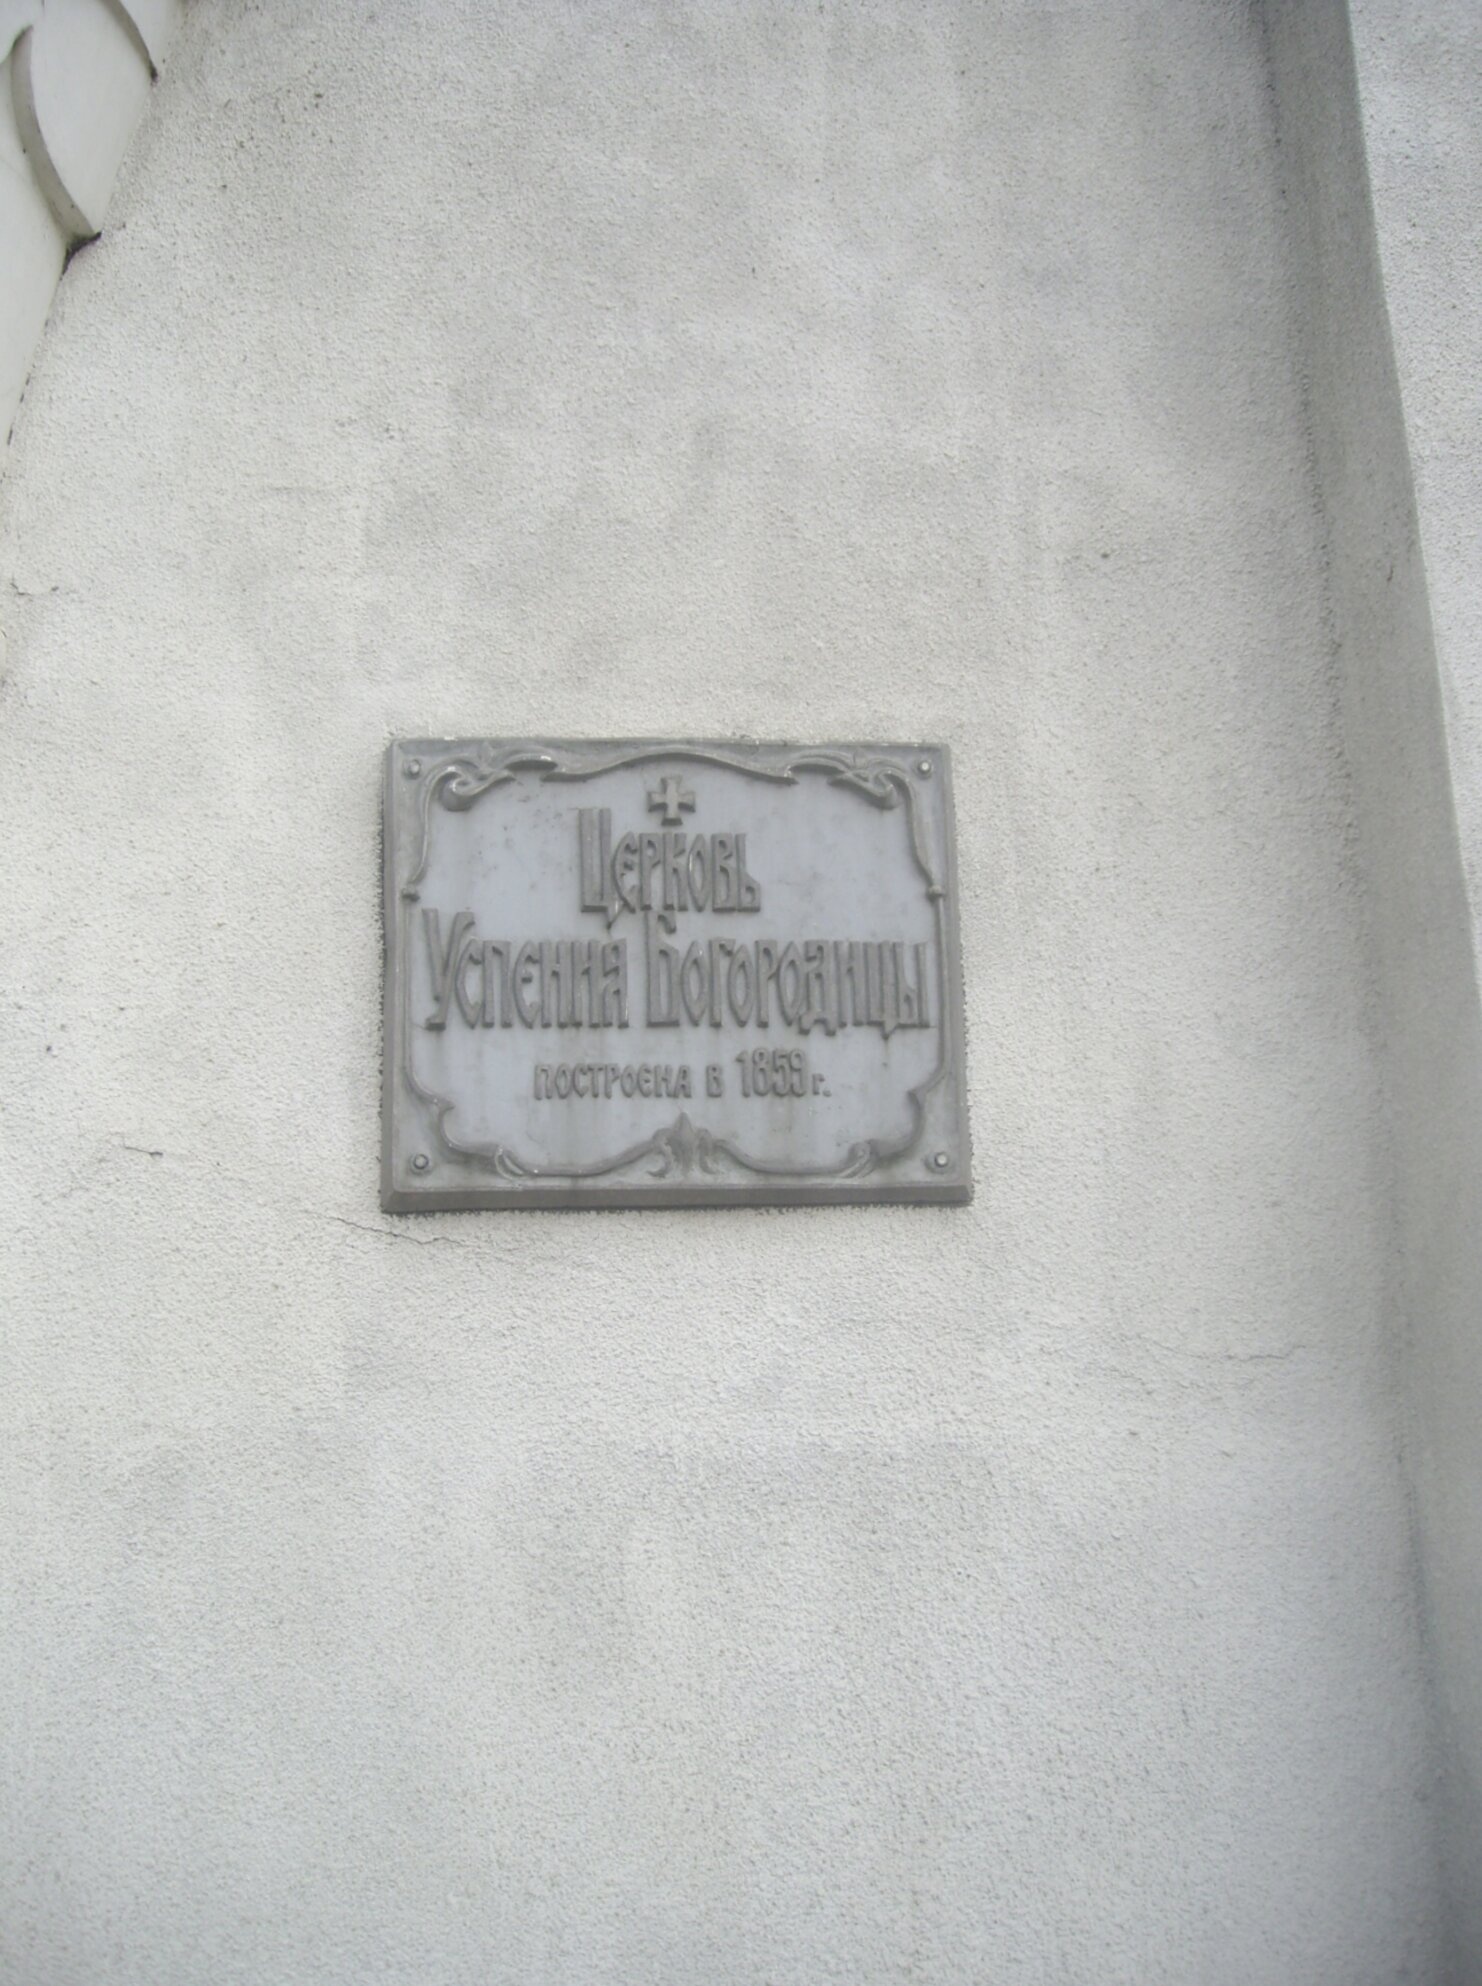 Церковь
Успения Богородицы
построена в 1859 г.